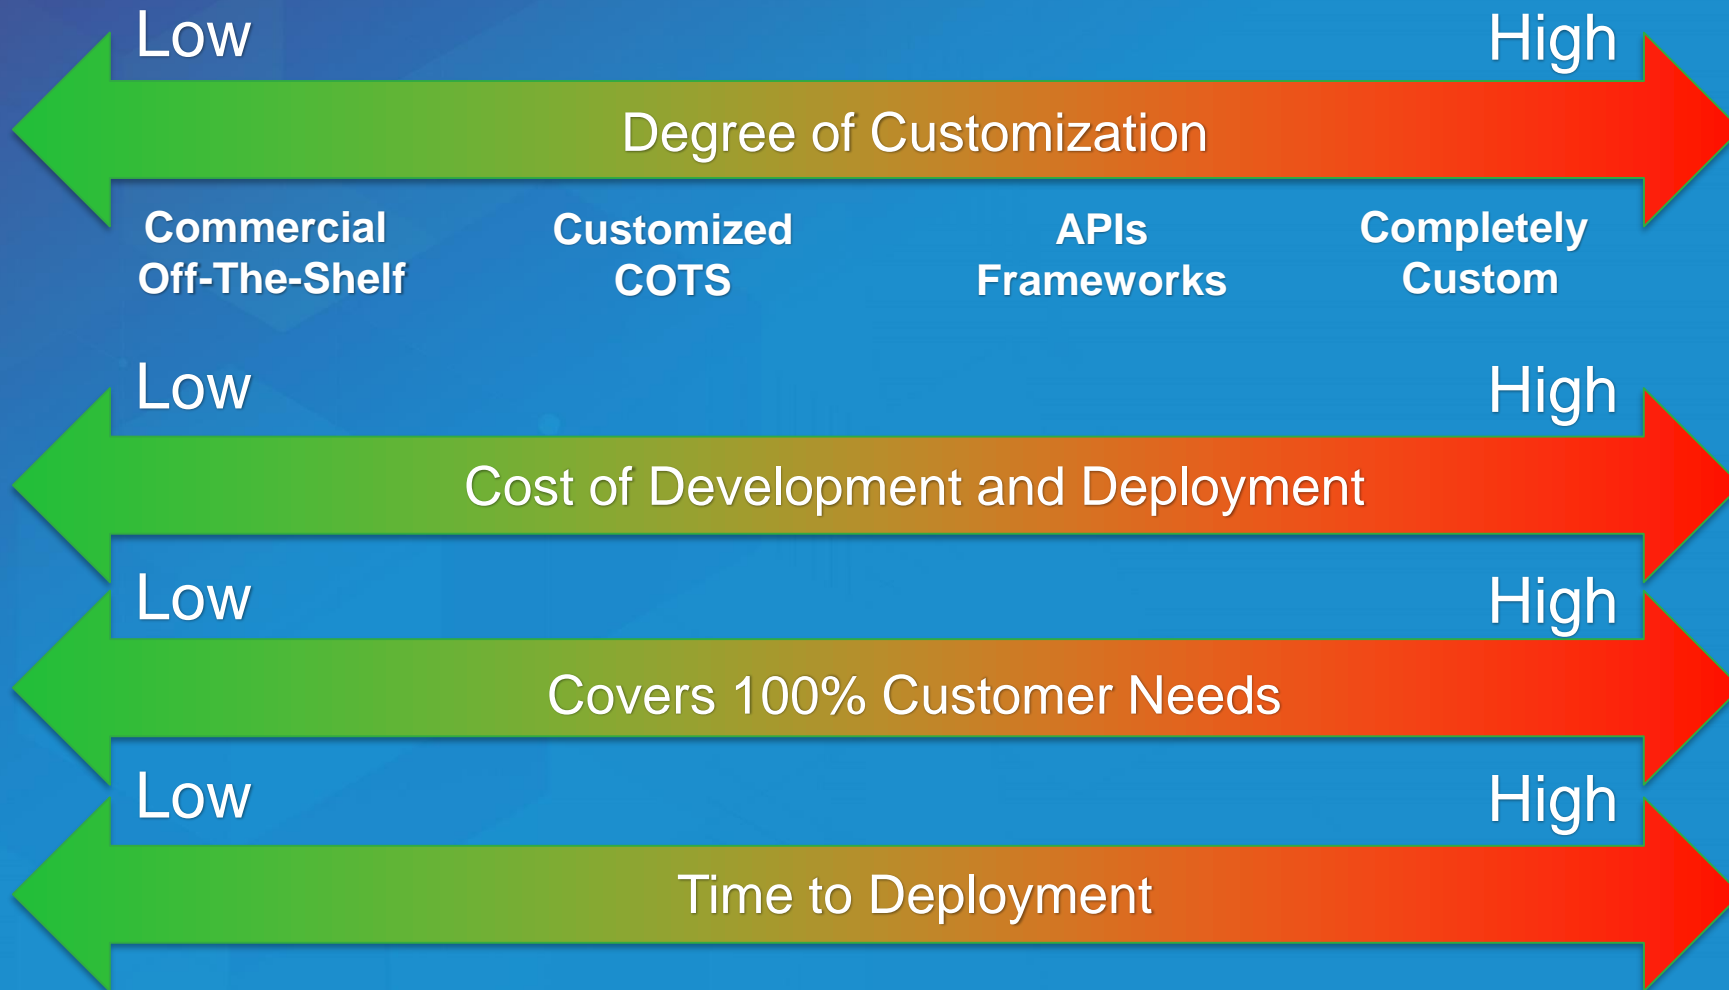 Low
High
Degree of Customization
Commercial
Off-The-Shelf
Customized
COTS
APIs
Frameworks
Completely
Custom
Low
High
Cost of Development and Deployment
Low
High
Covers 100% Customer Needs
Low
High
Time to Deployment